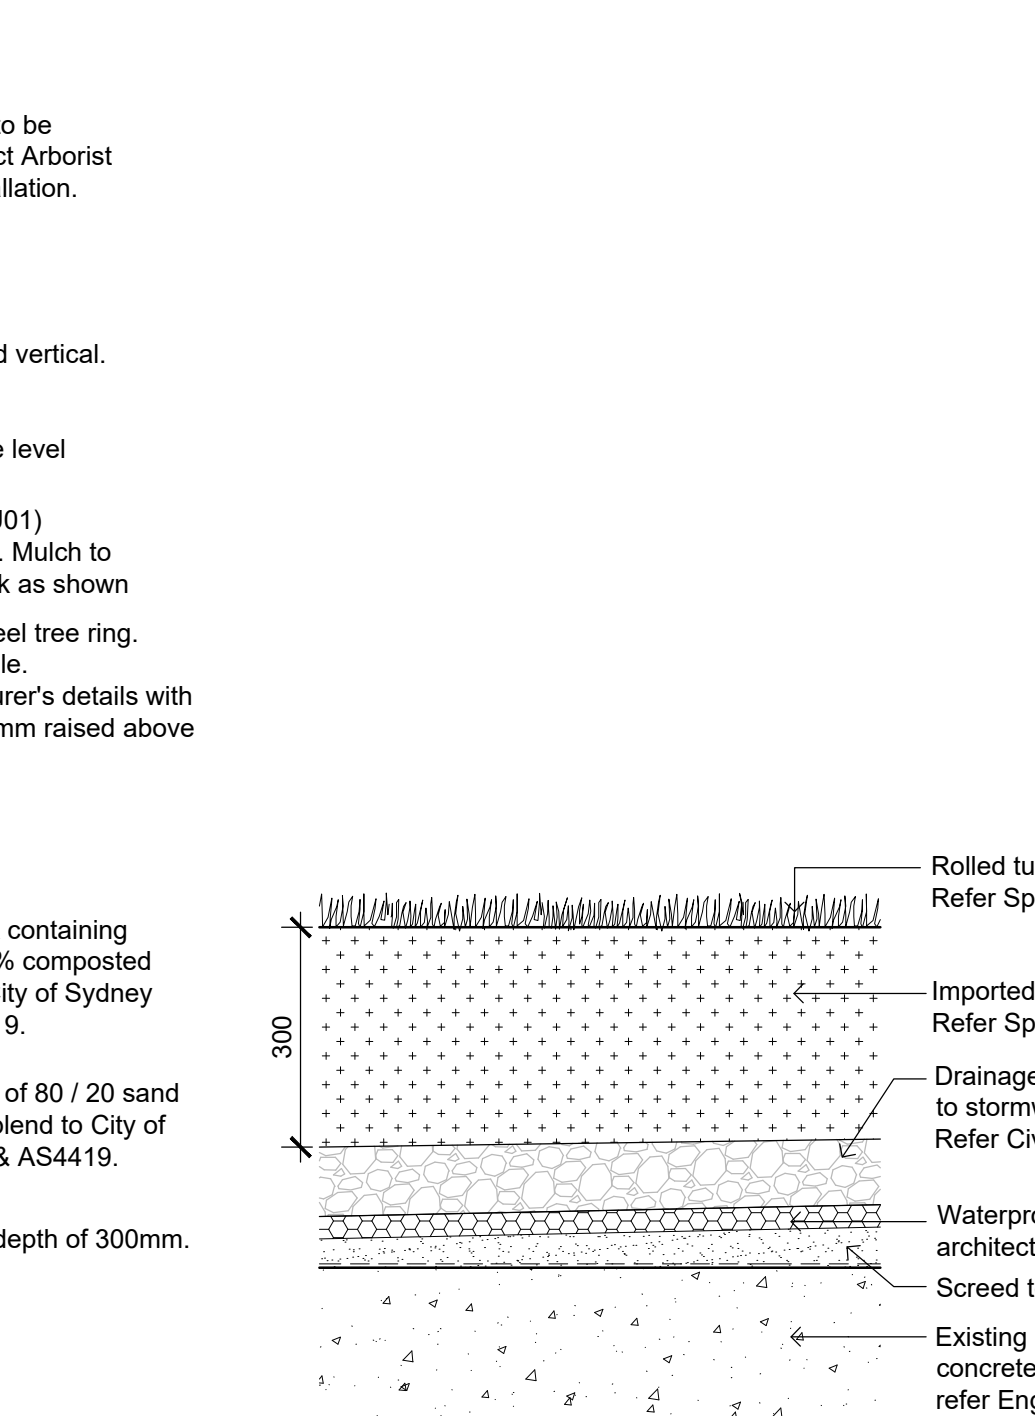 to be
ct Arborist
llation.
d vertical.
e level
01)
. Mulch to
k as shown
eel tree ring.
le.
urer's details with
mm raised above
containing
% composted
ity of Sydney
9.
of 80 / 20 sand
blend to City of
& AS4419.
depth of 300mm.
300
Rolled tu
Refer Sp
Imported
Refer Sp
Drainage
to storm
Refer Civ
Waterpro
architect
Screed t
Existing
concrete
refer Eng